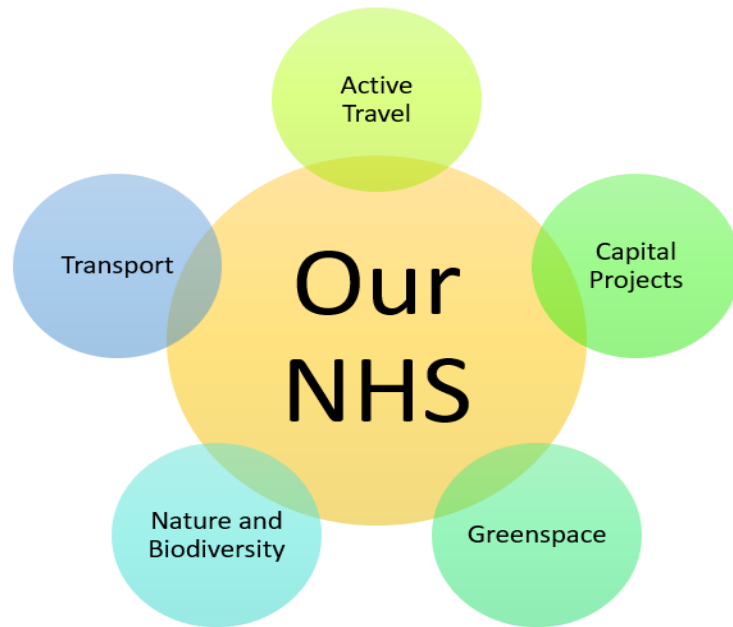 Active
Travel
Transport
Capital
Projects
Our
NHS
Nature and
Biodiversity
Greenspace